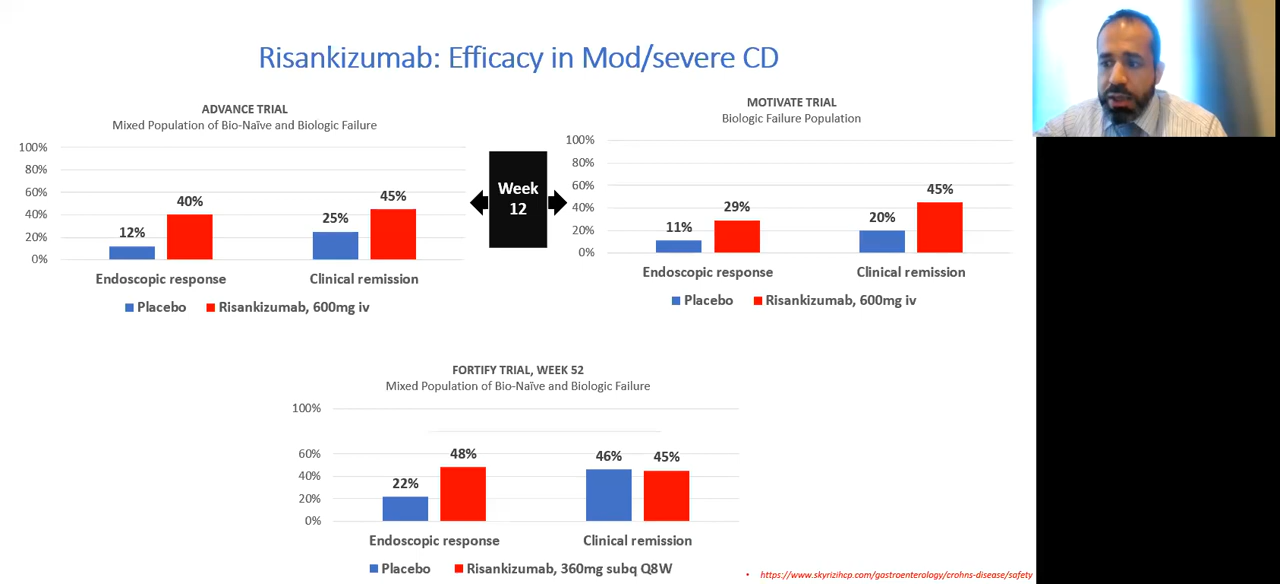 Risankizumab: Efficacy in Mod/severe CD
ADVANCE TRIAL
Mixed Population of Bio-Naïve and Biologic Failure
100%
80%
60%
40%
20%
0%
12%
40%
25%
45%
Endoscopic response
Clinical remission
Placebo
Risankizumab, 600mg iv
Week
12
MOTIVATE TRIAL
Biologic Failure Population
100%
80%
60%
40%
20%
0%
11%
29%
20%
45%
Endoscopic response
Clinical remission
Placebo
Risankizumab, 600mg iv
FORTIFY TRIAL, WEEK 52
Mixed Population of Bio-Naïve and Biologic Failure
100%
60%
40%
20%
0%
22%
48%
46%
45%
Endoscopic response
Clinical remission
Placebo
Risankizumab, 360mg subq Q8W
• https://www.skyrizihcp.com/gastroenterology/crohns-disease/safety